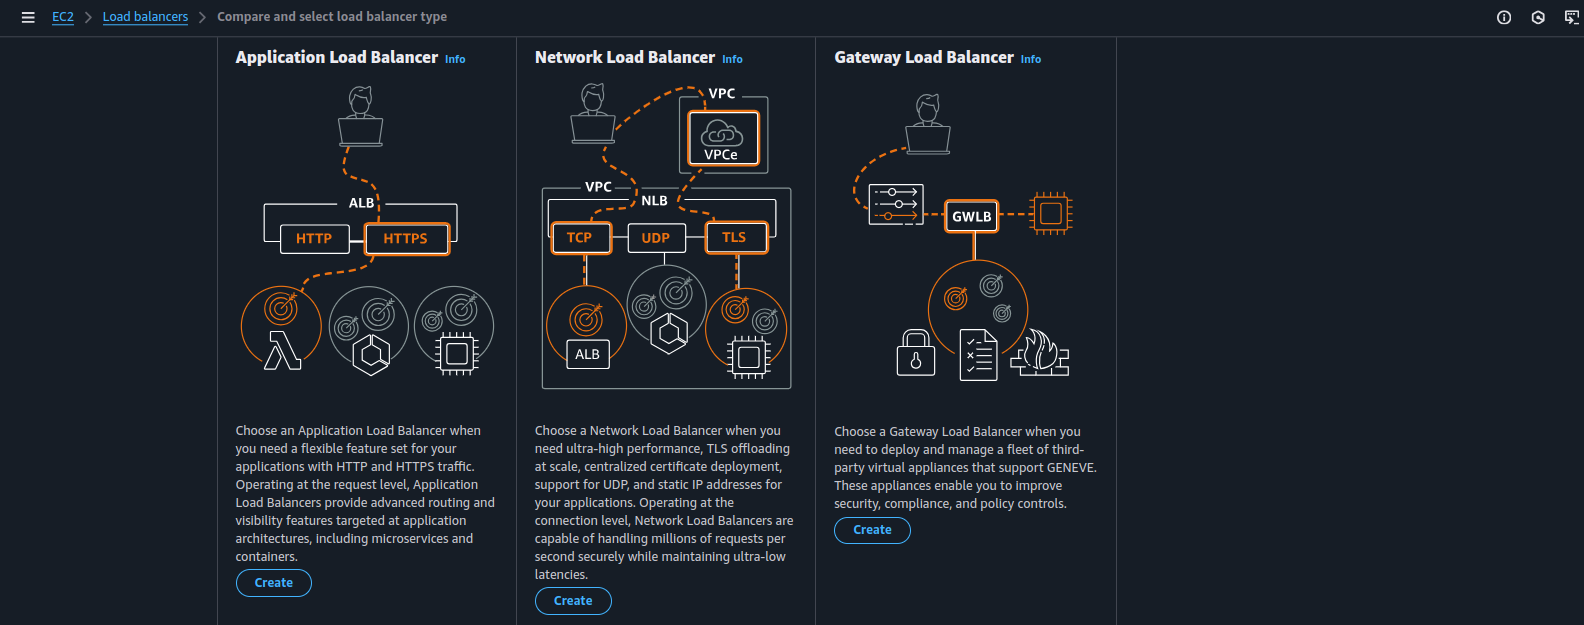 EC2 > Load balancers > Compare and select load balancer type
Application Load Balancer Info
ALB
HTTP HTTPS
Choose an Application Load Balancer when
you need a flexible feature set for your
applications with HTTP and HTTPS traffic.
Operating at the request level, Application
Load Balancers provide advanced routing and
visibility features targeted at application
architectures, including microservices and
containers.
Create
Network Load Balancer Info
VPC
VPCe
VPC
NLB
TCP UDP TLS
ALB
Choose a Network Load Balancer when you
need ultra-high performance, TLS offloading
at scale, centralized certificate deployment,
support for UDP, and static IP addresses for
your applications. Operating at the
connection level, Network Load Balancers are
capable of handling millions of requests per
second securely while maintaining ultra-low
latencies.
Create
Gateway Load Balancer Info
GWLB
Choose a Gateway Load Balancer when you
need to deploy and manage a fleet of third-
party virtual appliances that support GENEVE.
These appliances enable you to improve
security, compliance, and policy controls.
Create